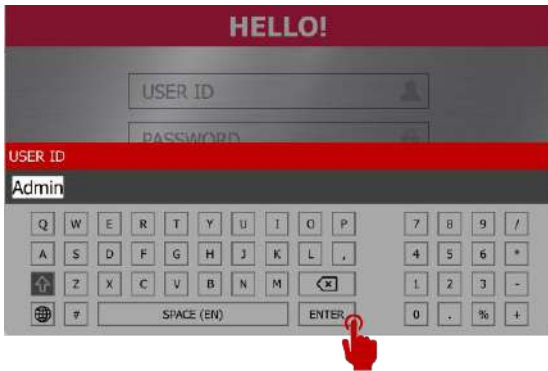 HELLO!
USER ID
PASSWORD
USER ID
Admin
Q W E R T Y U I O P 7 8 9 /
A S D F G H J K L , 4 5 6 *
Z X C V B N M 1 2 3 -
# SPACE (EN) ENTER 0 . % +